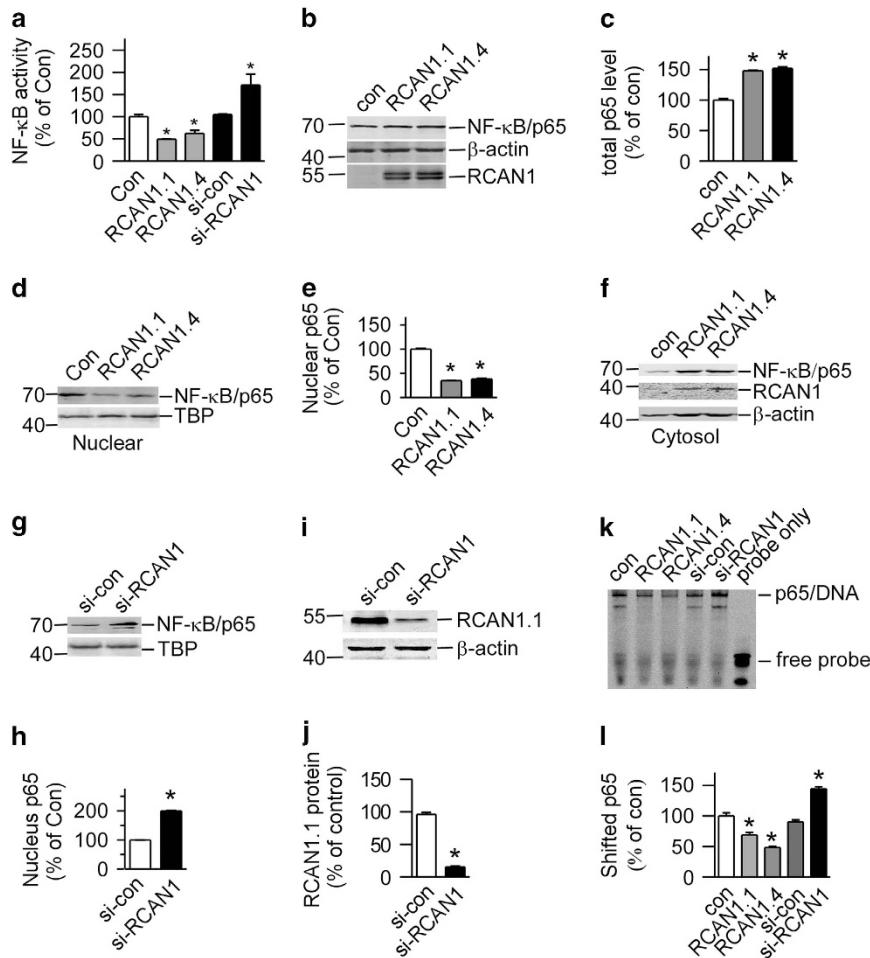 a
NF-κB activity
(% of Con)
250
200
150
100
50
0
*
*
*
Con
RCAN1.1
RCAN1.4
si-con
si-RCAN1
b
con
RCAN1.1
RCAN1.4
70
40
55
NF-κB/p65
β-actin
RCAN1
c
total p65 level
(% of con)
150
100
50
0
*
*
con
RCAN1.1
RCAN1.4
d
Con
RCAN1.1
RCAN1.4
70
40
NF-κB/p65
TBP
Nuclear
e
Nuclear p65
(% of Con)
150
100
50
0
*
*
Con
RCAN1.1
RCAN1.4
f
con
RCAN1.1
RCAN1.4
70
40
40
NF-κB/p65
RCAN1
β-actin
Cytosol
g
si-con
si-RCAN1
70
40
NF-κB/p65
TBP
i
si-con
si-RCAN1
55
40
RCAN1.1
β-actin
k
con
RCAN1.1
RCAN1.4
si-con
si-RCAN1
probe only
p65/DNA
free probe
h
Nucleus p65
(% of Con)
200
100
0
*
si-con
si-RCAN1
j
RCAN1.1 protein
(% of control)
150
100
50
0
*
si-con
si-RCAN1
l
Shifted p65
(% of con)
150
100
50
0
*
*
*
con
RCAN1.1
RCAN1.4
si-con
si-RCAN1